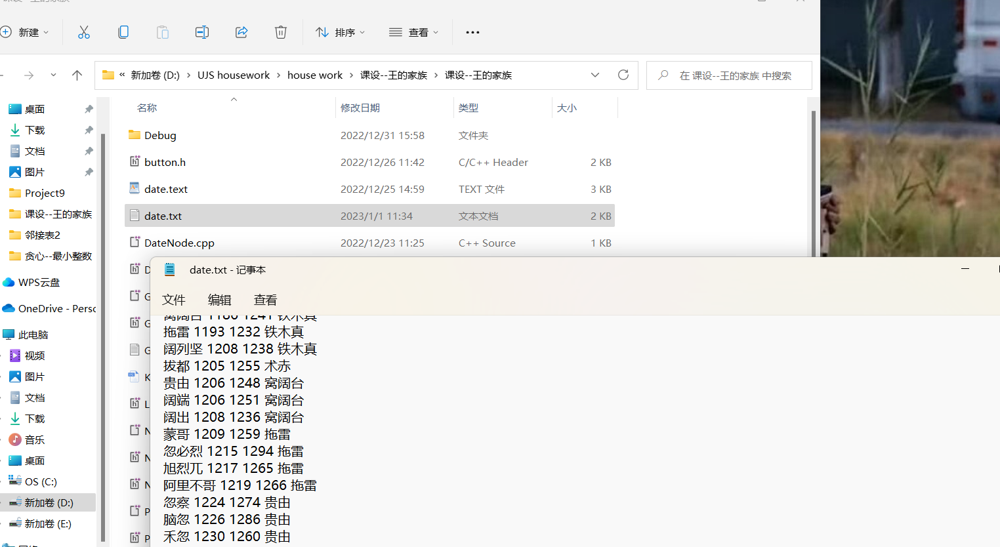 新建
排序
查看
« 新加卷 (D:) › UJS housework › house work › 课设--王的家族 › 课设--王的家族
在 课设--王的家族 中搜索
名称 修改日期 类型 大小
桌面
下载
文档
图片
Project9
课设--王的家族
邻接表2
贪心--最小整数
WPS云盘
OneDrive - Perso
此电脑
视频
图片
文档
下载
音乐
桌面
OS (C:)
新加卷 (D:)
新加卷 (E:)
Debug 2022/12/31 15:58 文件夹
button.h 2022/12/26 11:42 C/C++ Header 2 KB
date.text 2022/12/25 14:59 TEXT 文件 3 KB
date.txt 2023/1/1 11:34 文本文档 2 KB
DateNode.cpp 2022/12/23 11:25 C++ Source 1 KB
D
G
G
G
K
L
N
N
N
P
P
date.txt - 记事本
文件 编辑 查看
窝阔台 1186 1241 铁木真
拖雷 1193 1232 铁木真
阔列坚 1208 1238 铁木真
拔都 1205 1255 术赤
贵由 1206 1248 窝阔台
阔端 1206 1251 窝阔台
阔出 1208 1236 窝阔台
蒙哥 1209 1259 拖雷
忽必烈 1215 1294 拖雷
旭烈兀 1217 1265 拖雷
阿里不哥 1219 1266 拖雷
忽察 1224 1274 贵由
脑忽 1226 1286 贵由
禾忽 1230 1260 贵由